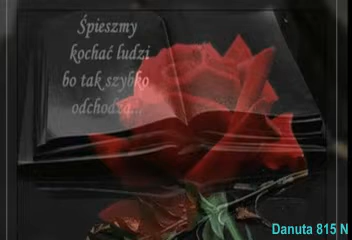 Śpieszmy
kochać ludzi
bo tak szybko
odchodzą...
Danuta 815 N